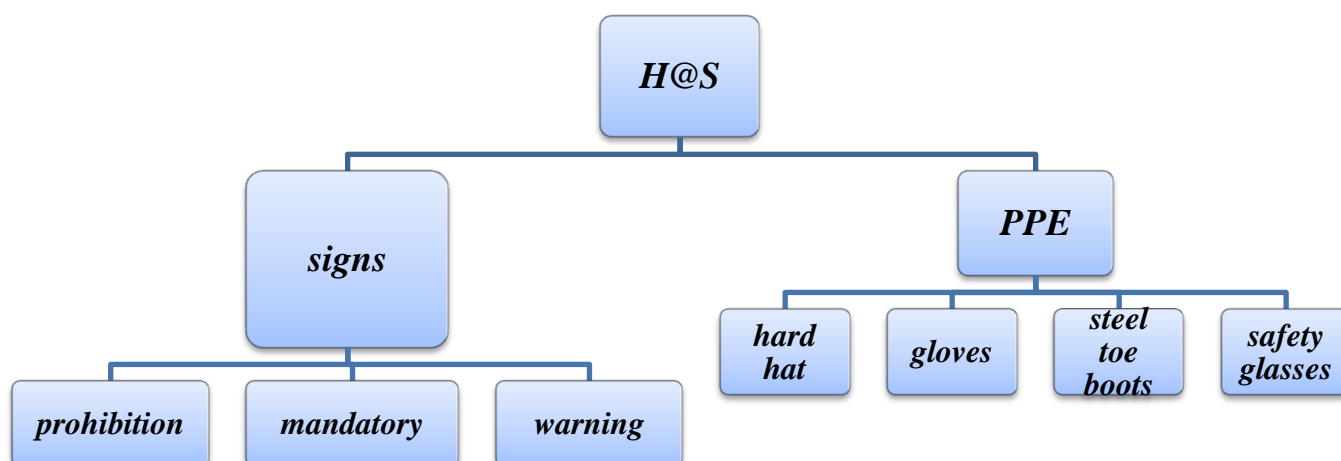 H@S
signs
PPE
hard
hat
gloves
steel
toe
boots
safety
glasses
prohibition
mandatory
warning